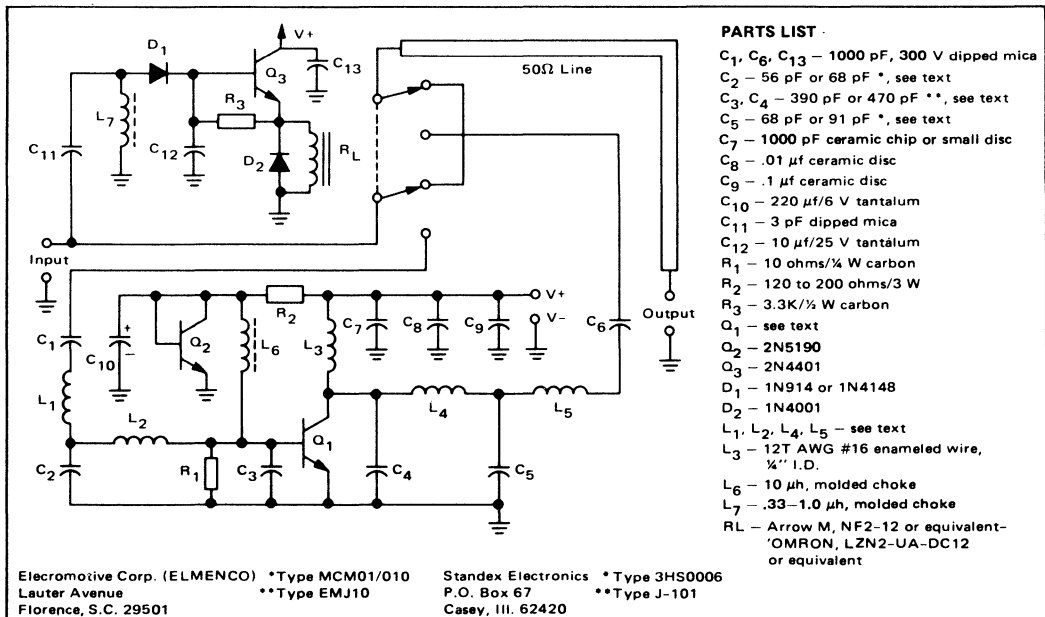 V+
D1
Q3
C13
50Ω Line
L7
R3
C11
C12
D2
RL
Input
V+
R2
V-
C1
C10
Q2
L6
L3
C7
C8
C9
C6
Output
L1
L2
L4
L5
Q1
C2
R1
C3
C4
C5
PARTS LIST
C1, C6, C13 – 1000 pF, 300 V dipped mica
C2 – 56 pF or 68 pF *, see text
C3, C4 – 390 pF or 470 pF **, see text
C5 – 68 pF or 91 pF *, see text
C7 – 1000 pF ceramic chip or small disc
C8 – .01 μf ceramic disc
C9 – .1 μf ceramic disc
C10 – 220 μf/6 V tantalum
C11 – 3 pF dipped mica
C12 – 10 μf/25 V tantalum
R1 – 10 ohms/¼ W carbon
R2 – 120 to 200 ohms/3 W
R3 – 3.3K/½ W carbon
Q1 – see text
Q2 – 2N5190
Q3 – 2N4401
D1 – 1N914 or 1N4148
D2 – 1N4001
L1, L2, L4, L5 – see text
L3 – 12T AWG #16 enameled wire,
¼" I.D.
L6 – 10 μh, molded choke
L7 – .33–1.0 μh, molded choke
RL – Arrow M, NF2-12 or equivalent–
'OMRON, LZN2-UA-DC12
or equivalent
Elecromotive Corp. (ELMENCO) *Type MCM01/010
Lauter Avenue **Type EMJ10
Florence, S.C. 29501
Standex Electronics *Type 3HS0006
P.O. Box 67 **Type J-101
Casey, Ill. 62420